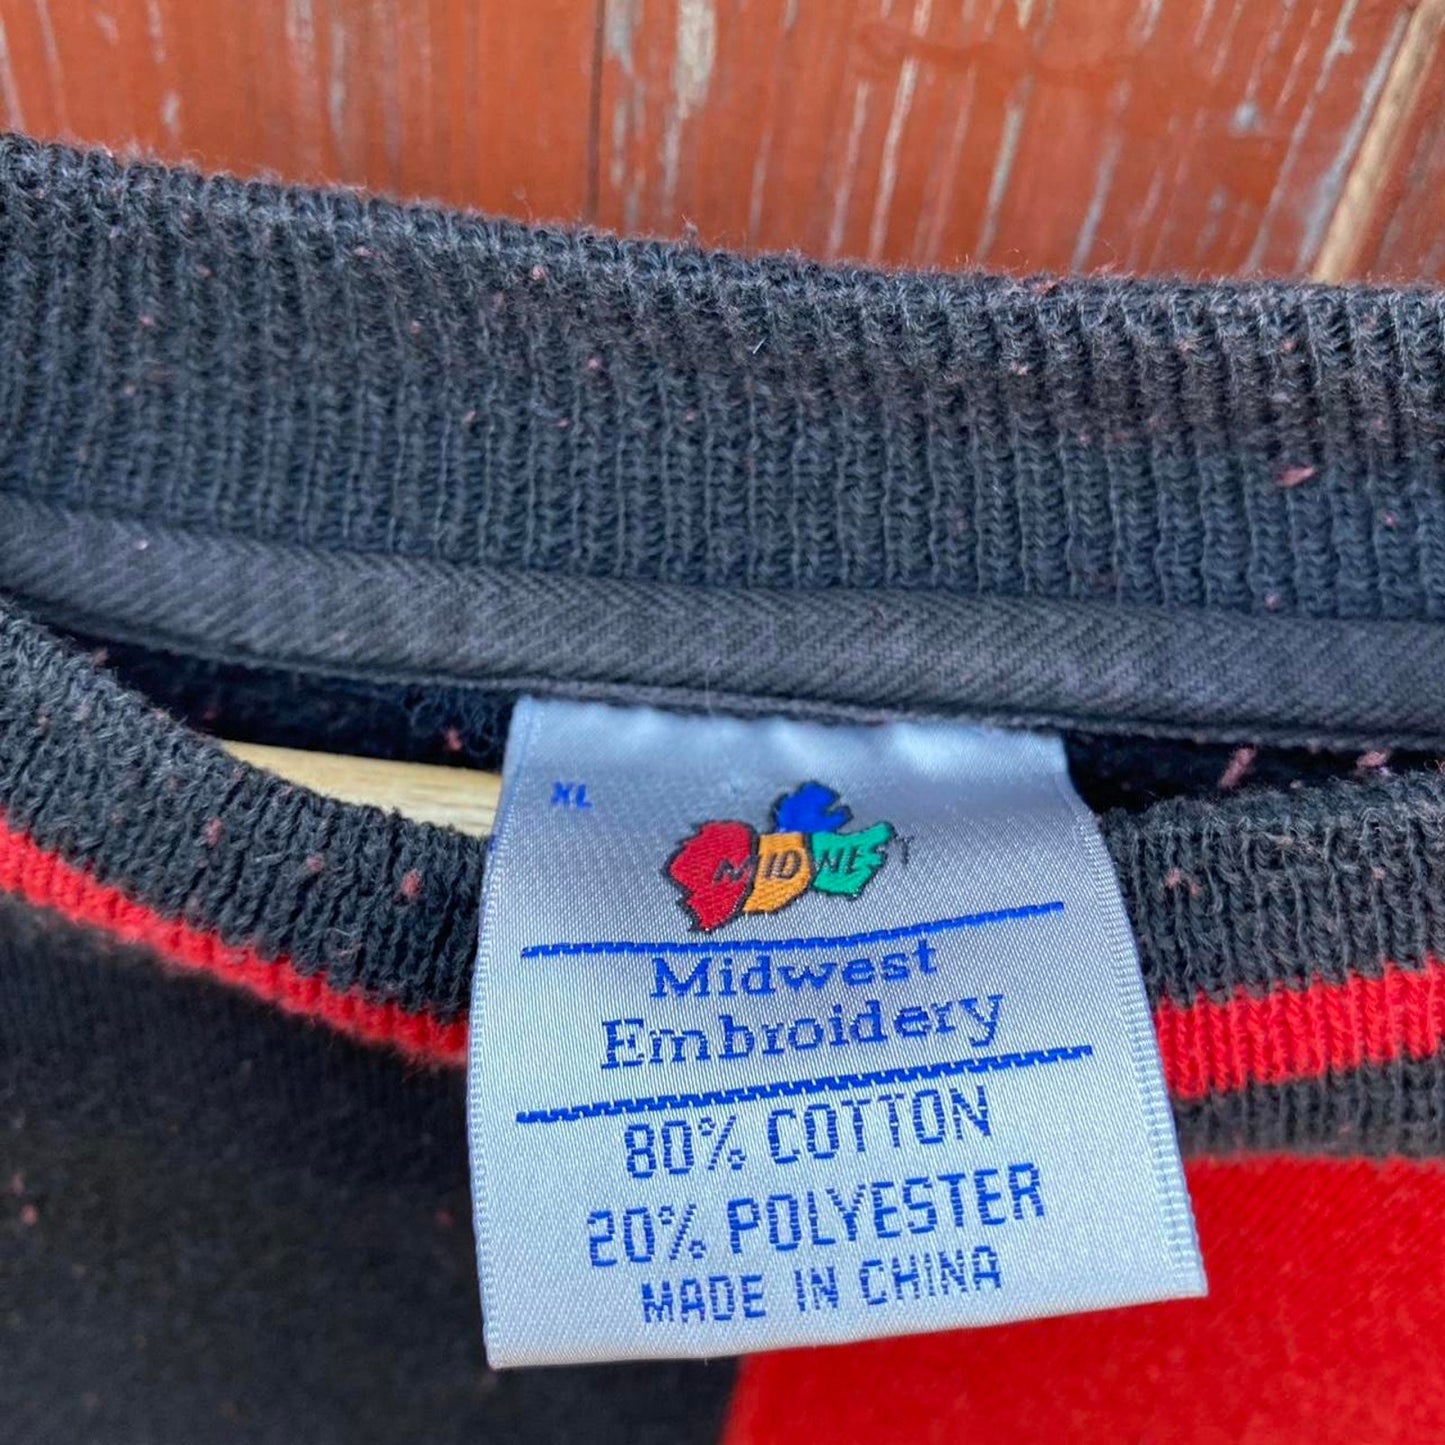 XL
MIDWEST
Midwest
Embroidery
80% COTTON
20% POLYESTER
MADE IN CHINA